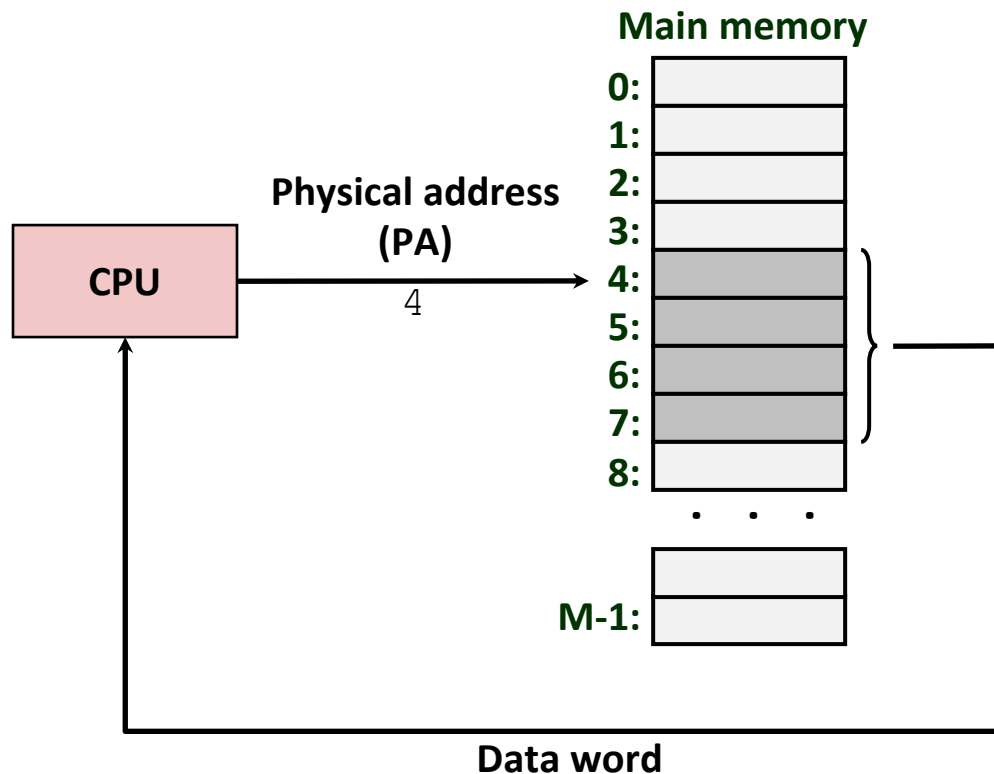 Main memory
0:
1:
2:
3:
4:
5:
6:
7:
8:
. . .
M-1:
Physical address
(PA)
4
CPU
Data word